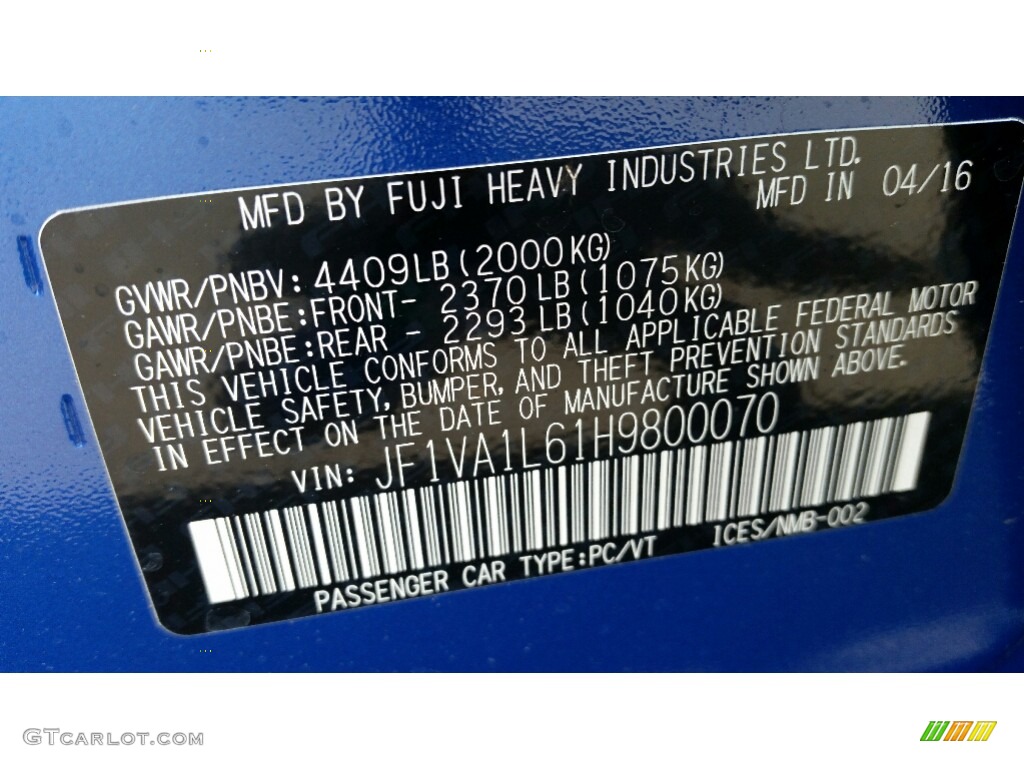 MFD BY FUJI HEAVY INDUSTRIES LTD.
MFD IN 04/16
GVWR/PNBV: 4409LB(2000KG)
GAWR/PNBE:FRONT- 2370 LB(1075KG)
GAWR/PNBE:REAR - 2293 LB(1040KG)
THIS VEHICLE CONFORMS TO ALL APPLICABLE FEDERAL MOTOR
VEHICLE SAFETY, BUMPER, AND THEFT PREVENTION STANDARDS
IN EFFECT ON THE DATE OF MANUFACTURE SHOWN ABOVE.
VIN: JF1VA1L61H9800070
PASSENGER CAR TYPE:PC/VT ICES/NMB-002
GTCARLOT.COM